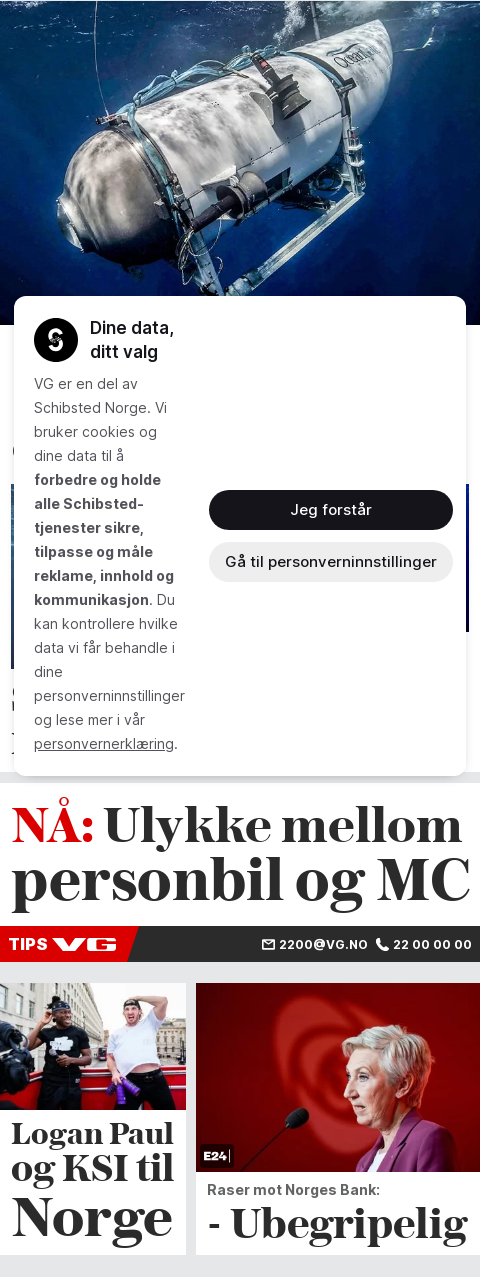 OceanGate
Dine data,
ditt valg
VG er en del av
Schibsted Norge. Vi
bruker cookies og
dine data til å
forbedre og holde
alle Schibsted-
tjenester sikre,
tilpasse og måle
reklame, innhold og
kommunikasjon. Du
kan kontrollere hvilke
data vi får behandle i
dine
personverninnstillinger
og lese mer i vår
personvernerklæring.
Jeg forstår
Gå til personverninnstillinger
NÅ: Ulykke mellom
personbil og MC
TIPS VG
2200@VG.NO 22 00 00 00
Logan Paul
og KSI til
Norge
E24
Raser mot Norges Bank:
- Ubegripelig